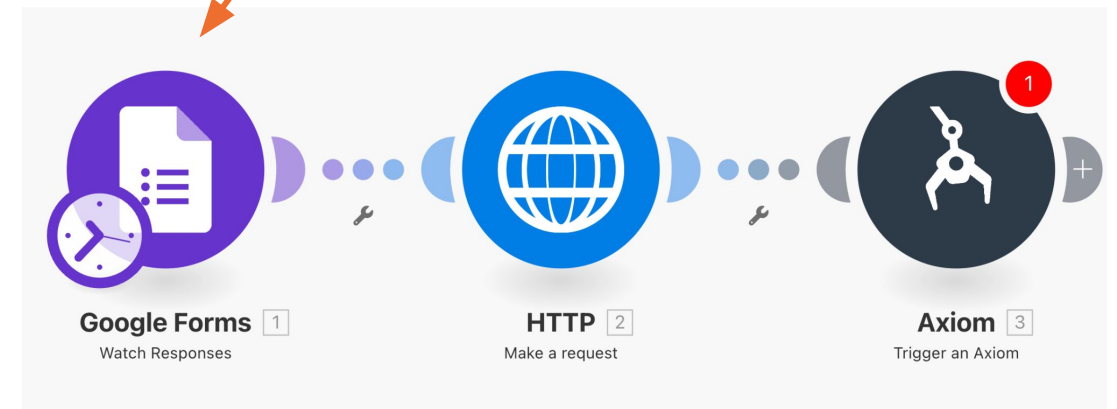 1
Google Forms 1
Watch Responses
HTTP 2
Make a request
Axiom 3
Trigger an Axiom